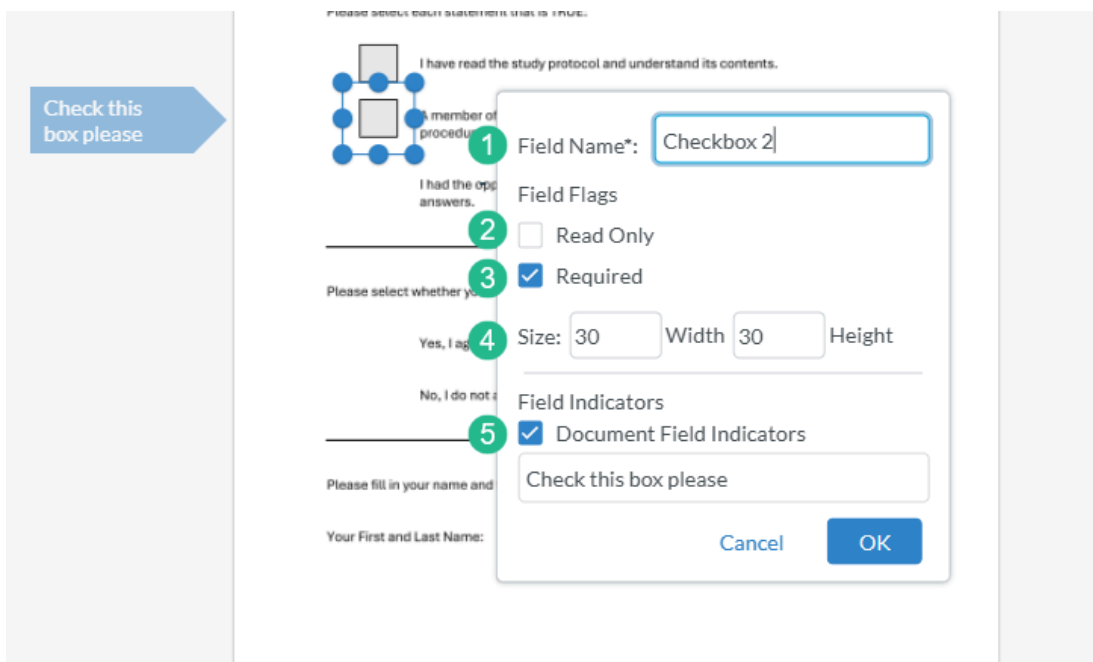 Please select each statement that is TRUE.
I have read the study protocol and understand its contents.
Check this
box please
A member of
procedu
1 Field Name*: Checkbox 2
I had the opp
answers.
Field Flags
2 Read Only
3 Required
Please select whether y
4 Size: 30 Width 30 Height
Yes, I ag
No, I do not a
Field Indicators
5 Document Field Indicators
Check this box please
Please fill in your name and
Your First and Last Name:
Cancel OK